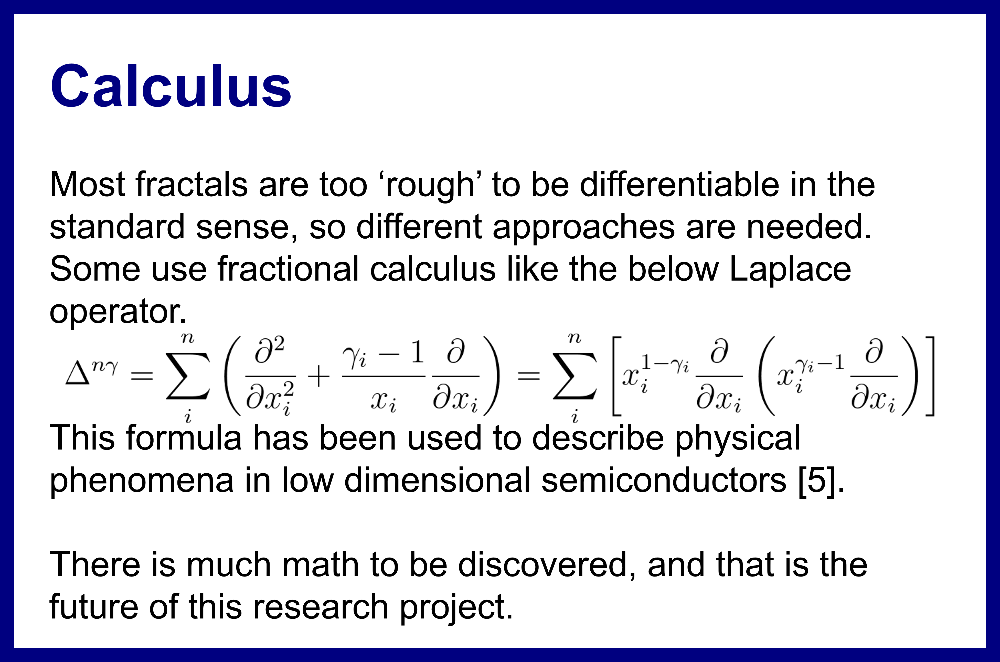 Calculus
Most fractals are too ‘rough’ to be differentiable in the
standard sense, so different approaches are needed.
Some use fractional calculus like the below Laplace
operator.
$\Delta^{n\gamma} = \sum_{i}^{n} \left( \frac{\partial^2}{\partial x_i^2} + \frac{\gamma_i - 1}{x_i} \frac{\partial}{\partial x_i} \right) = \sum_{i}^{n} \left[ x_i^{1-\gamma_i} \frac{\partial}{\partial x_i} \left( x_i^{\gamma_i - 1} \frac{\partial}{\partial x_i} \right) \right]$
This formula has been used to describe physical
phenomena in low dimensional semiconductors [5].
There is much math to be discovered, and that is the
future of this research project.